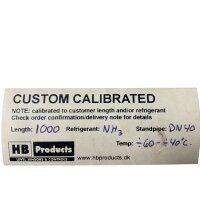 CUSTOM CALIBRATED
NOTE: calibrated to customer length and/or refrigerant
Check order confirmation/delivery note for details
Length: 1000 Refrigerant: NH3 Standpipe: DN40
Temp: ÷60 - ÷40°C.
HB Products
LEVEL SENSORS & CONTROLS
www.hbproducts.dk